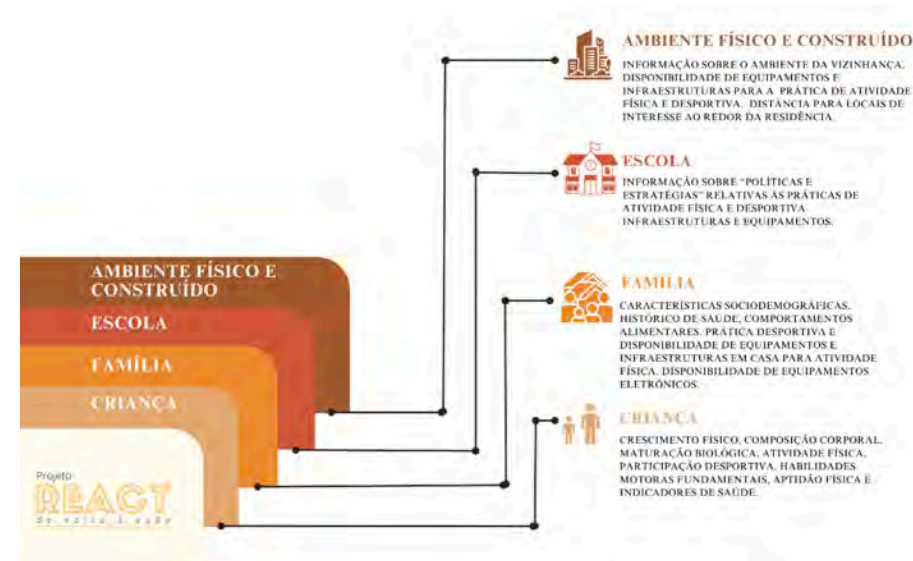 AMBIENTE FÍSICO E CONSTRUÍDO
INFORMAÇÃO SOBRE O AMBIENTE DA VIZINHANÇA.
DISPONIBILIDADE DE EQUIPAMENTOS E
INFRAESTRUTURAS PARA A PRÁTICA DE ATIVIDADE
FÍSICA E DESPORTIVA. DISTÂNCIA PARA LOCAIS DE
INTERESSE AO REDOR DA RESIDÊNCIA.
ESCOLA
INFORMAÇÃO SOBRE "POLÍTICAS E
ESTRATÉGIAS" RELATIVAS ÀS PRÁTICAS DE
ATIVIDADE FÍSICA E DESPORTIVA
INFRAESTRUTURAS E EQUIPAMENTOS.
FAMÍLIA
CARACTERÍSTICAS SOCIODEMOGRÁFICAS.
HISTÓRICO DE SAÚDE, COMPORTAMENTOS
ALIMENTARES. PRÁTICA DESPORTIVA E
DISPONIBILIDADE DE EQUIPAMENTOS E
INFRAESTRUTURAS EM CASA PARA ATIVIDADE
FÍSICA. DISPONIBILIDADE DE EQUIPAMENTOS
ELETRÓNICOS.
CRIANÇA
CRESCIMENTO FÍSICO, COMPOSIÇÃO CORPORAL,
MATURAÇÃO BIOLÓGICA, ATIVIDADE FÍSICA,
PARTICIPAÇÃO DESPORTIVA, HABILIDADES
MOTORAS FUNDAMENTAIS, APTIDÃO FÍSICA E
INDICADORES DE SAÚDE.
AMBIENTE FÍSICO E
CONSTRUÍDO
ESCOLA
FAMÍLIA
CRIANÇA
Projeto
REACT
de volta à ação